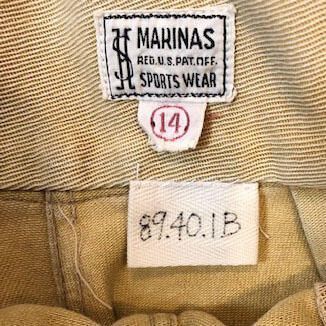 MARINAS
REG. U.S. PAT. OFF.
SPORTS WEAR
14
89.40.1B